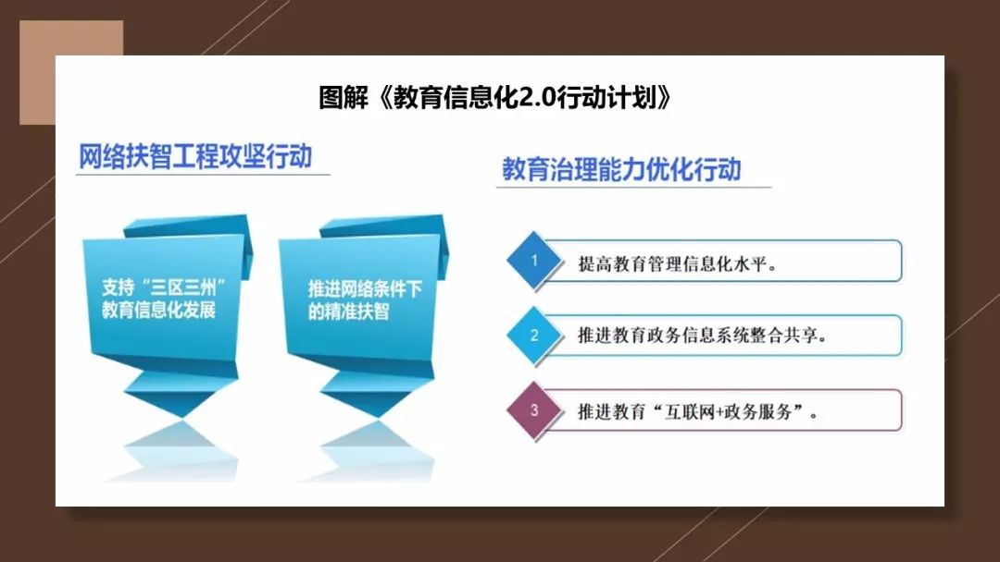 图解《教育信息化2.0行动计划》
网络扶智工程攻坚行动
支持“三区三州”
教育信息化发展
推进网络条件下
的精准扶智
教育治理能力优化行动
1
提高教育管理信息化水平。
2
推进教育政务信息系统整合共享。
3
推进教育“互联网+政务服务”。